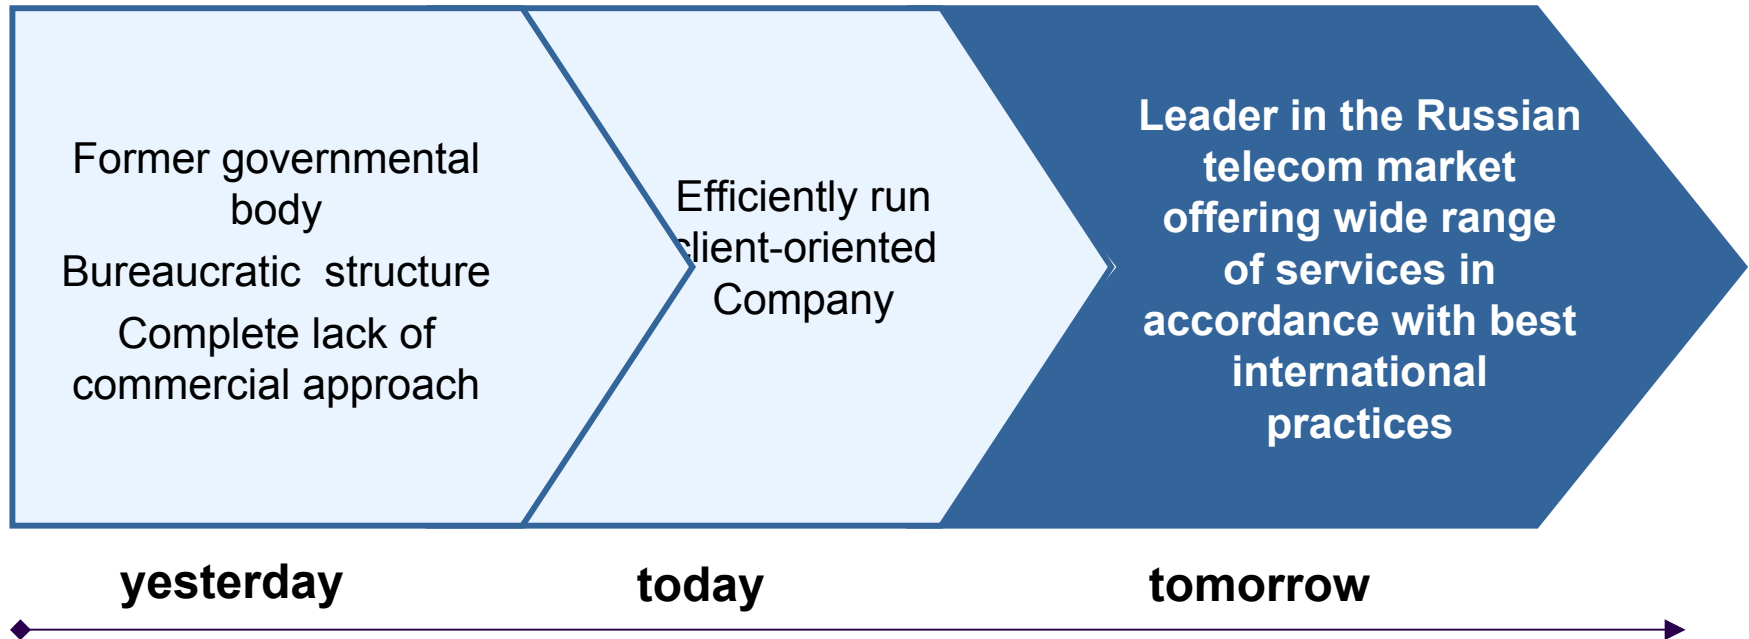 Former governmental
body
Bureaucratic  structure
Complete lack of
commercial approach
Efficiently run
client-oriented
Company
Leader in the Russian
telecom market
offering wide range
of services in
accordance with best
international
practices
yesterday
today
tomorrow